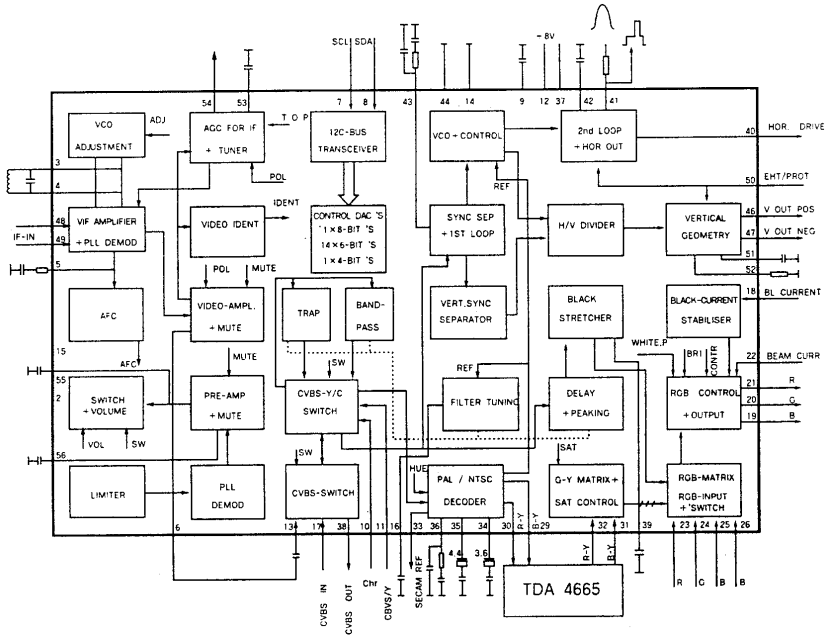 SCL SDA
- 8V
54 53 7 8 43 44 14 9 12 37 42 41
VCO
ADJUSTMENT
ADJ
AGC FOR IF
+ TUNER
T O P
POL
I2C-BUS
TRANSCEIVER
VCO + CONTROL
REF
2nd LOOP
+ HOR OUT
40 HOR. DRIVE
3
4
50 EHT/PROT
48
IF-IN
49
5
VIF AMPLIFIER
+ PLL DEMOD
VIDEO IDENT
IDENT
CONTROL DAC 'S
1 × 8-BIT 'S
14 × 6-BIT 'S
1 × 4-BIT 'S
SYNC SEP
+ 1ST LOOP
H/V DIVIDER
VERTICAL
GEOMETRY
46 V OUT POS
47 V OUT NEG
51
52
POL MUTE
AFC
VIDEO-AMPL.
+ MUTE
TRAP
BAND-
PASS
VERT.SYNC
SEPARATOR
BLACK
STRETCHER
BLACK-CURRENT
STABILISER
18 BL CURRENT
15
AFC
MUTE
SW
REF
WHITE.P
BRI
CONTR
22 BEAM CURR
55
2
SWITCH
+ VOLUME
VOL SW
PRE-AMP
+ MUTE
CVBS-Y/C
SWITCH
FILTER TUNING
DELAY
+ PEAKING
RGB CONTROL
+ OUTPUT
21 R
20 G
19 B
56
SW
HUE
SAT
LIMITER
PLL
DEMOD
CVBS-SWITCH
PAL / NTSC
DECODER
R-Y
B-Y
G-Y MATRIX +
SAT CONTROL
RGB-MATRIX
RGB-INPUT
+ SWITCH
6 13 17 38 10 11 16 33 36 35 34 30 29 32 31 39 23 24 25 26
CVBS IN
CVBS OUT
Chr
CBVS/Y
SECAM REF
4.4
3.6
R-Y
B-Y
R G B B
TDA 4665